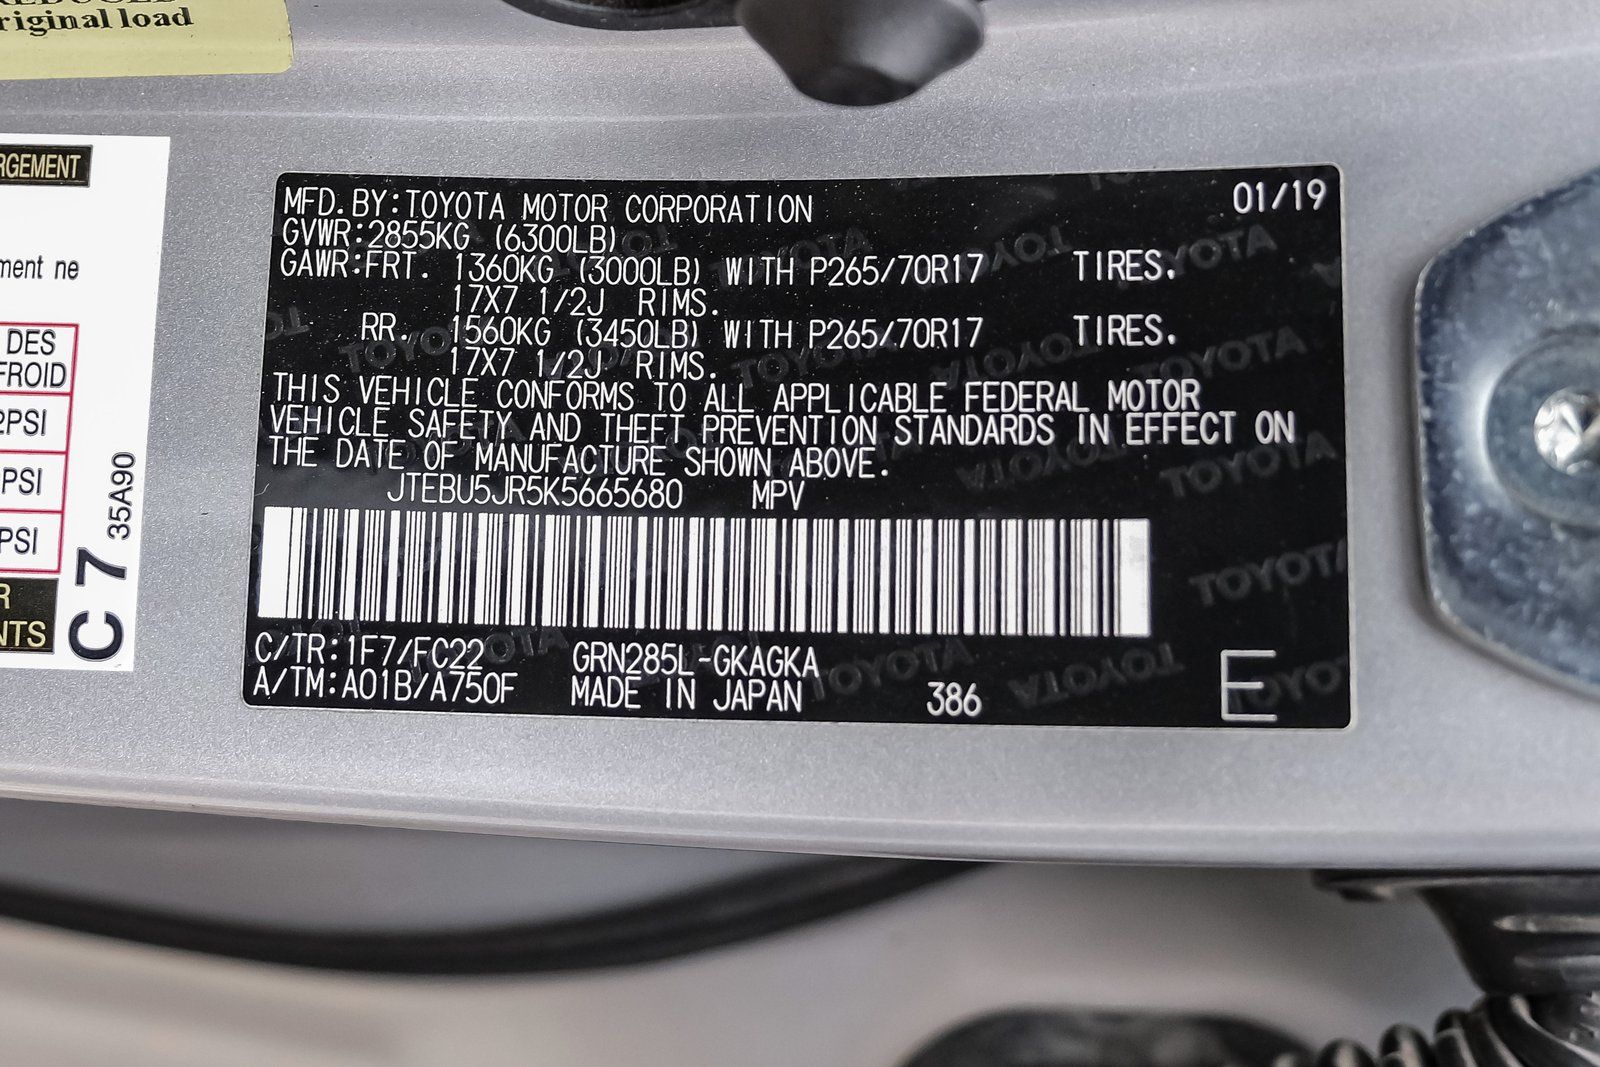 original load
RGEMENT
ment ne
DES
FROID
2PSI
PSI
PSI
R
NTS
C 7 35A90
MFD. BY:TOYOTA MOTOR CORPORATION 01/19
GVWR:2855KG (6300LB)
GAWR:FRT. 1360KG (3000LB) WITH P265/70R17 TIRES.
17X7 1/2J RIMS.
RR. 1560KG (3450LB) WITH P265/70R17 TIRES.
17X7 1/2J RIMS.
THIS VEHICLE CONFORMS TO ALL APPLICABLE FEDERAL MOTOR
VEHICLE SAFETY AND THEFT PREVENTION STANDARDS IN EFFECT ON
THE DATE OF MANUFACTURE SHOWN ABOVE.
JTEBU5JR5K5665680 MPV
C/TR:1F7/FC22 GRN285L-GKAGKA
A/TM:A01B/A750F MADE IN JAPAN 386 E